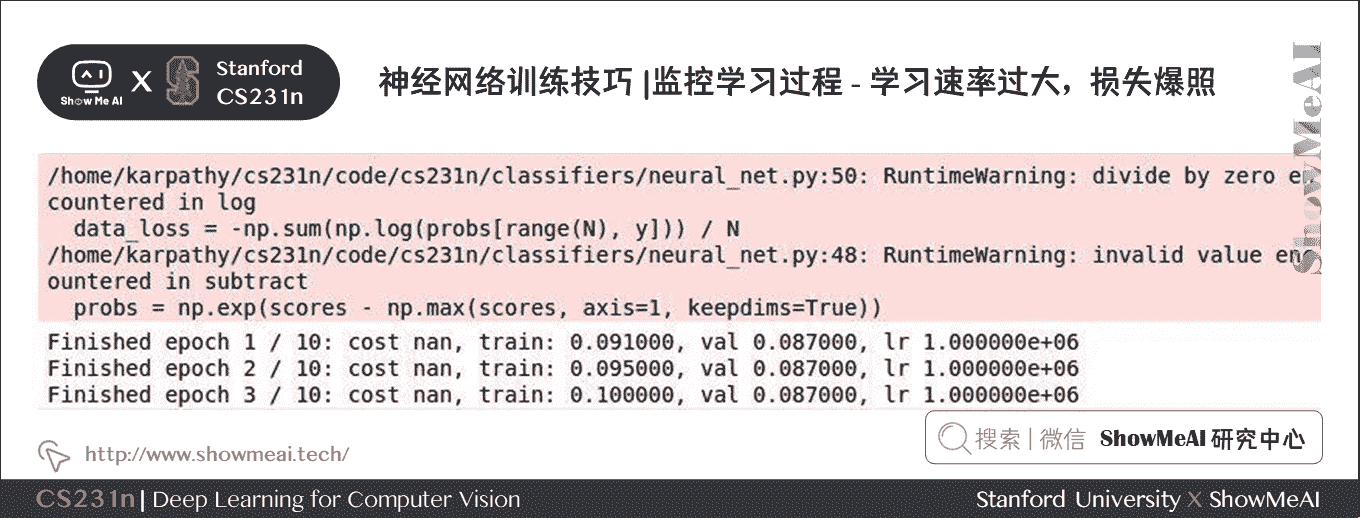 Show Me AI
X
Stanford
CS231n
神经网络训练技巧 |监控学习过程 - 学习速率过大，损失爆照
ShowMeAI
/home/karpathy/cs231n/code/cs231n/classifiers/neural_net.py:50: RuntimeWarning: divide by zero en
countered in log
data_loss = -np.sum(np.log(probs[range(N), y])) / N
/home/karpathy/cs231n/code/cs231n/classifiers/neural_net.py:48: RuntimeWarning: invalid value enc
ountered in subtract
probs = np.exp(scores - np.max(scores, axis=1, keepdims=True))
Finished epoch 1 / 10: cost nan, train: 0.091000, val 0.087000, lr 1.000000e+06
Finished epoch 2 / 10: cost nan, train: 0.095000, val 0.087000, lr 1.000000e+06
Finished epoch 3 / 10: cost nan, train: 0.100000, val 0.087000, lr 1.000000e+06
搜索 | 微信 ShowMeAI 研究中心
http://www.showmeai.tech/
CS231n | Deep Learning for Computer Vision
Stanford University X ShowMeAI